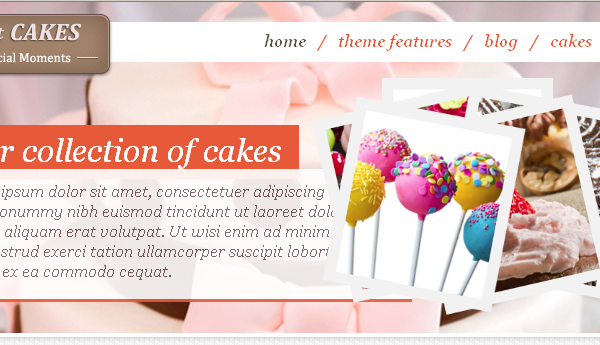 CAKES
cial Moments
home / theme features / blog / cakes
r collection of cakes
ipsum dolor sit amet, consectetuer adipiscing
onummy nibh euismod tincidunt ut laoreet dolo
aliquam erat volutpat. Ut wisi enim ad minim
strud exerci tation ullamcorper suscipit lobort
ex ea commodo cequat.